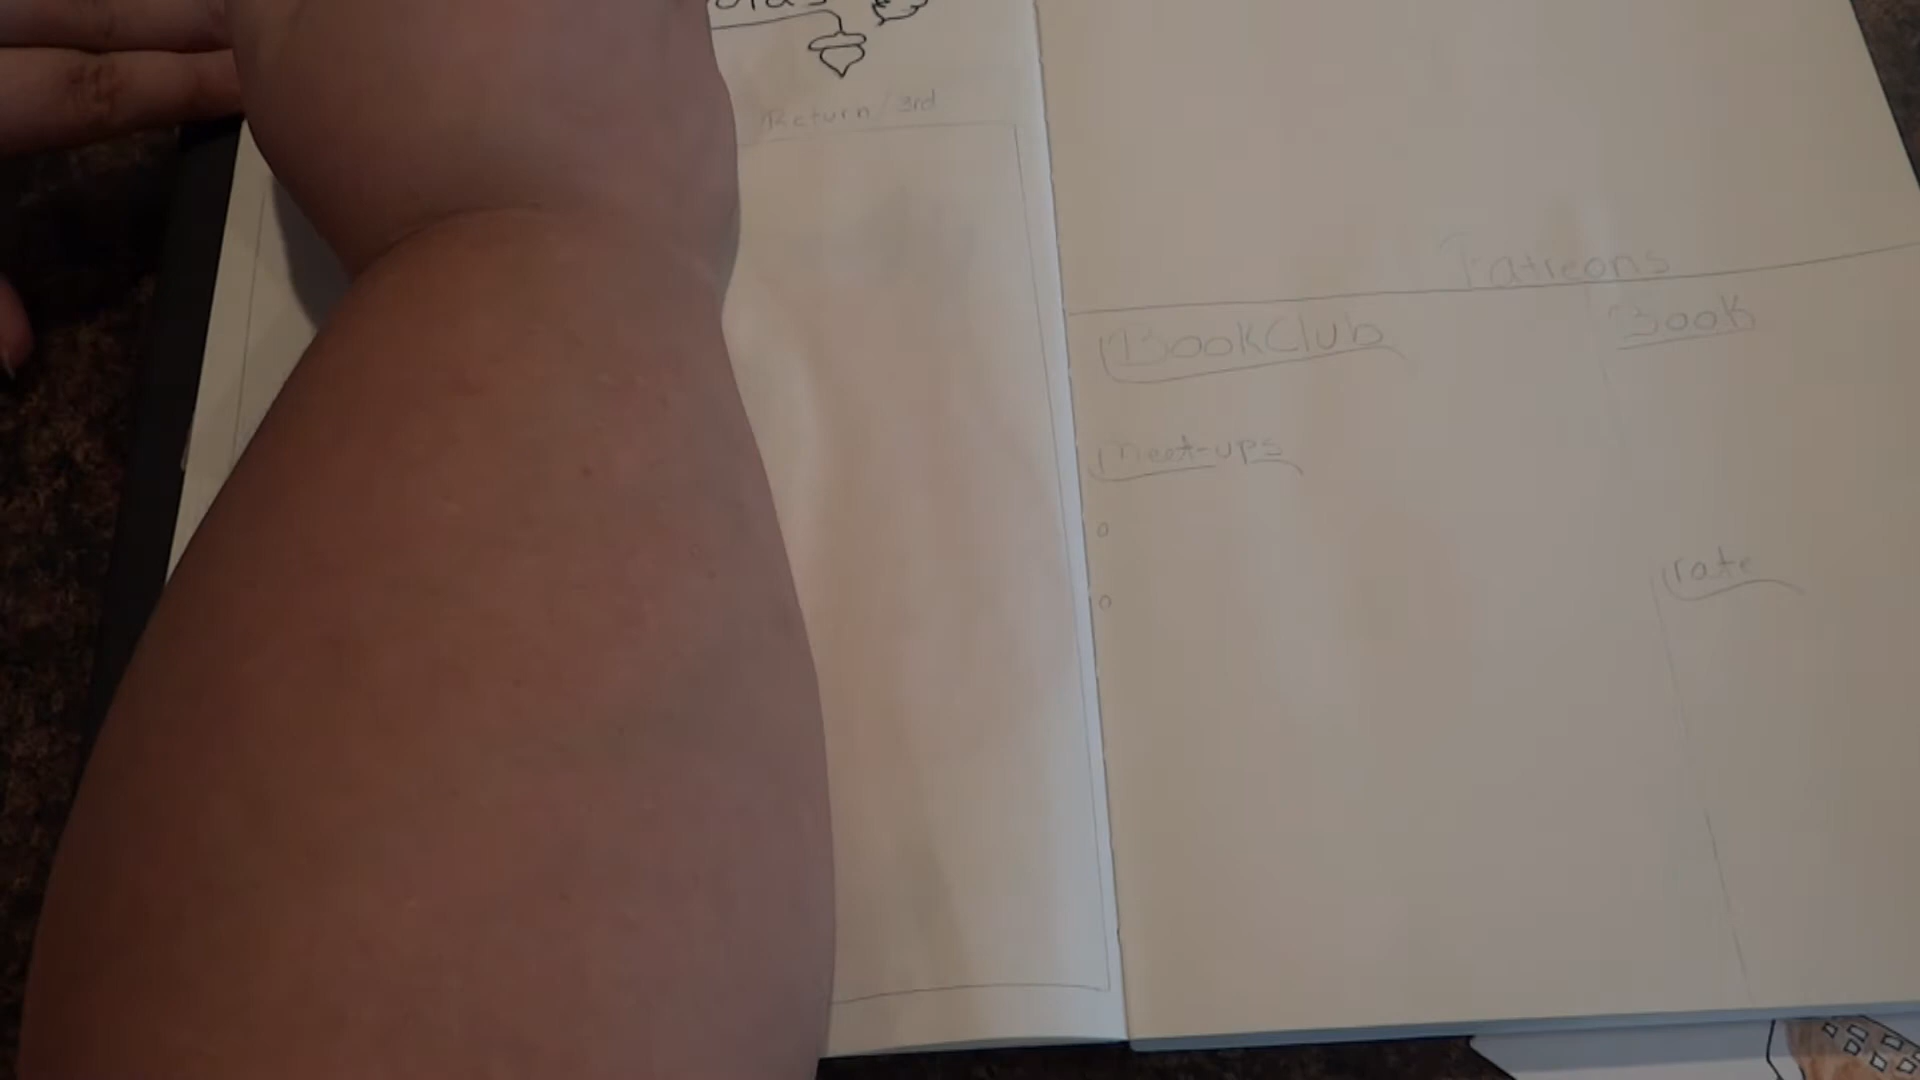 Return / 3rd
Patreons
BookClub
Book
Meet-ups
rate